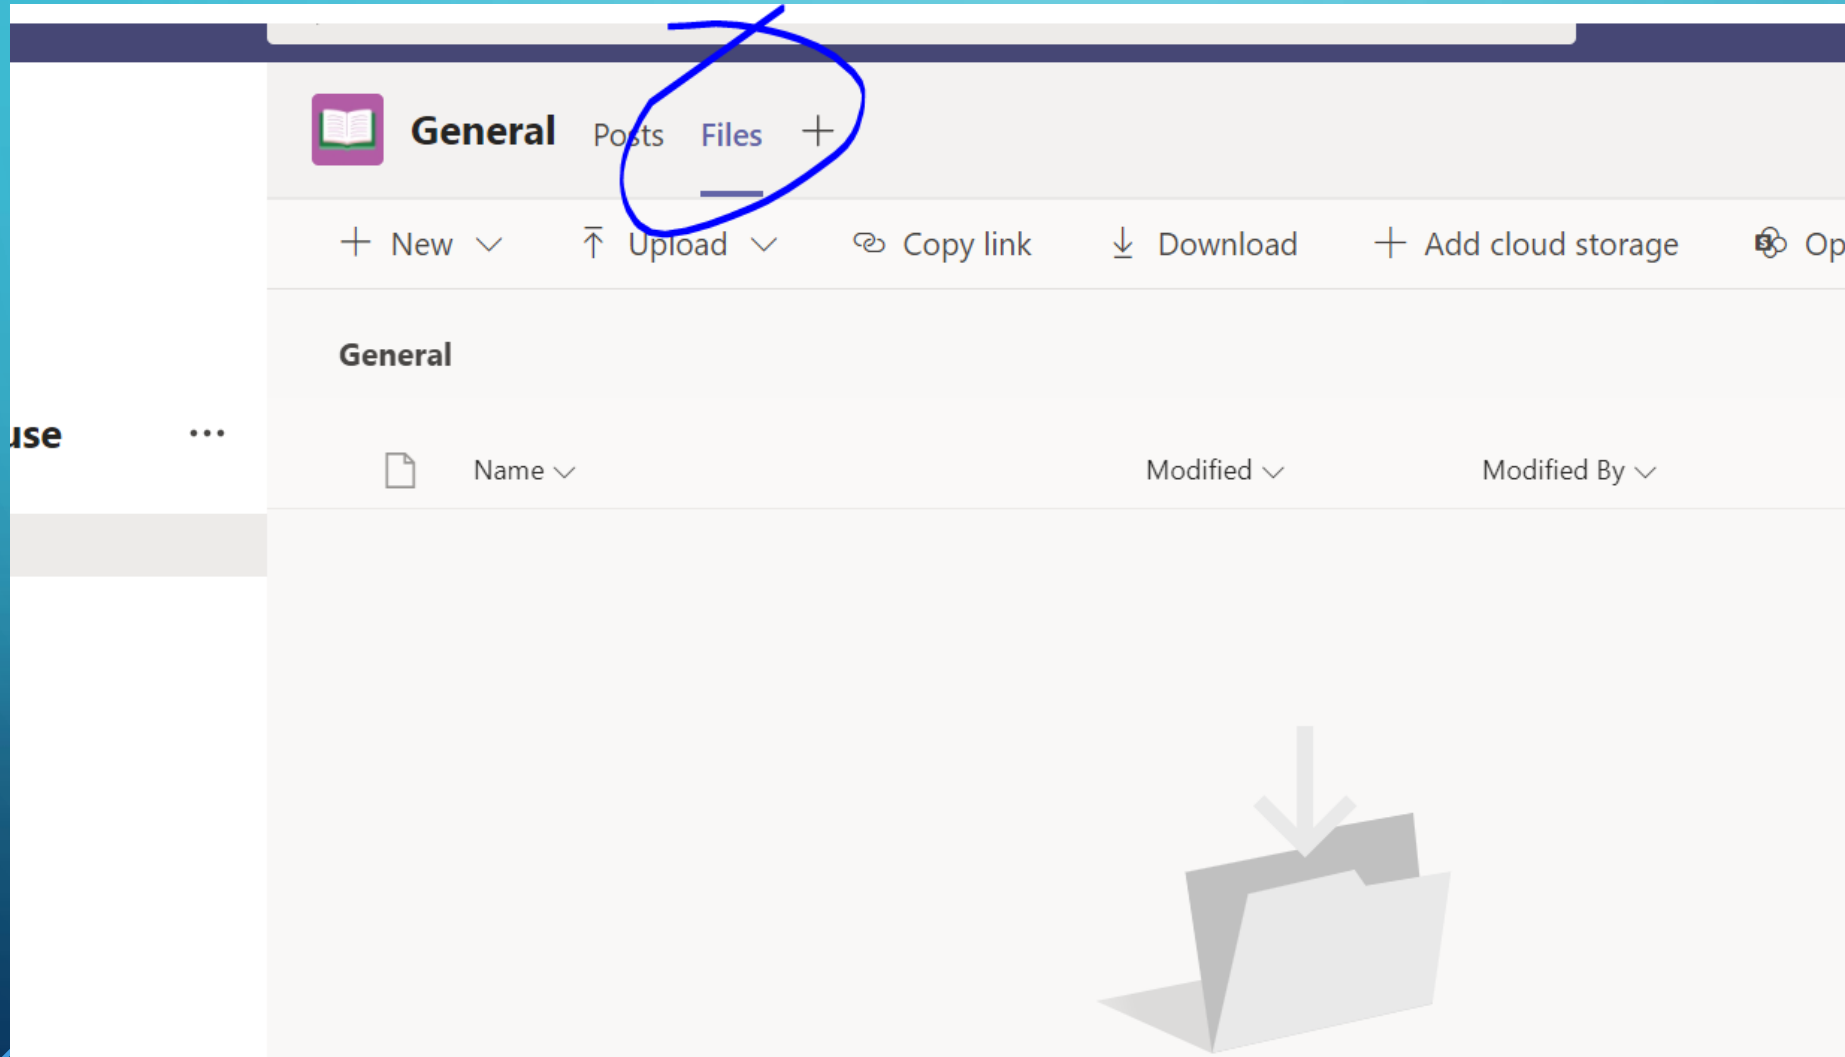 General Posts Files +
+ New Upload Copy link Download + Add cloud storage Op
General
use ...
Name Modified Modified By